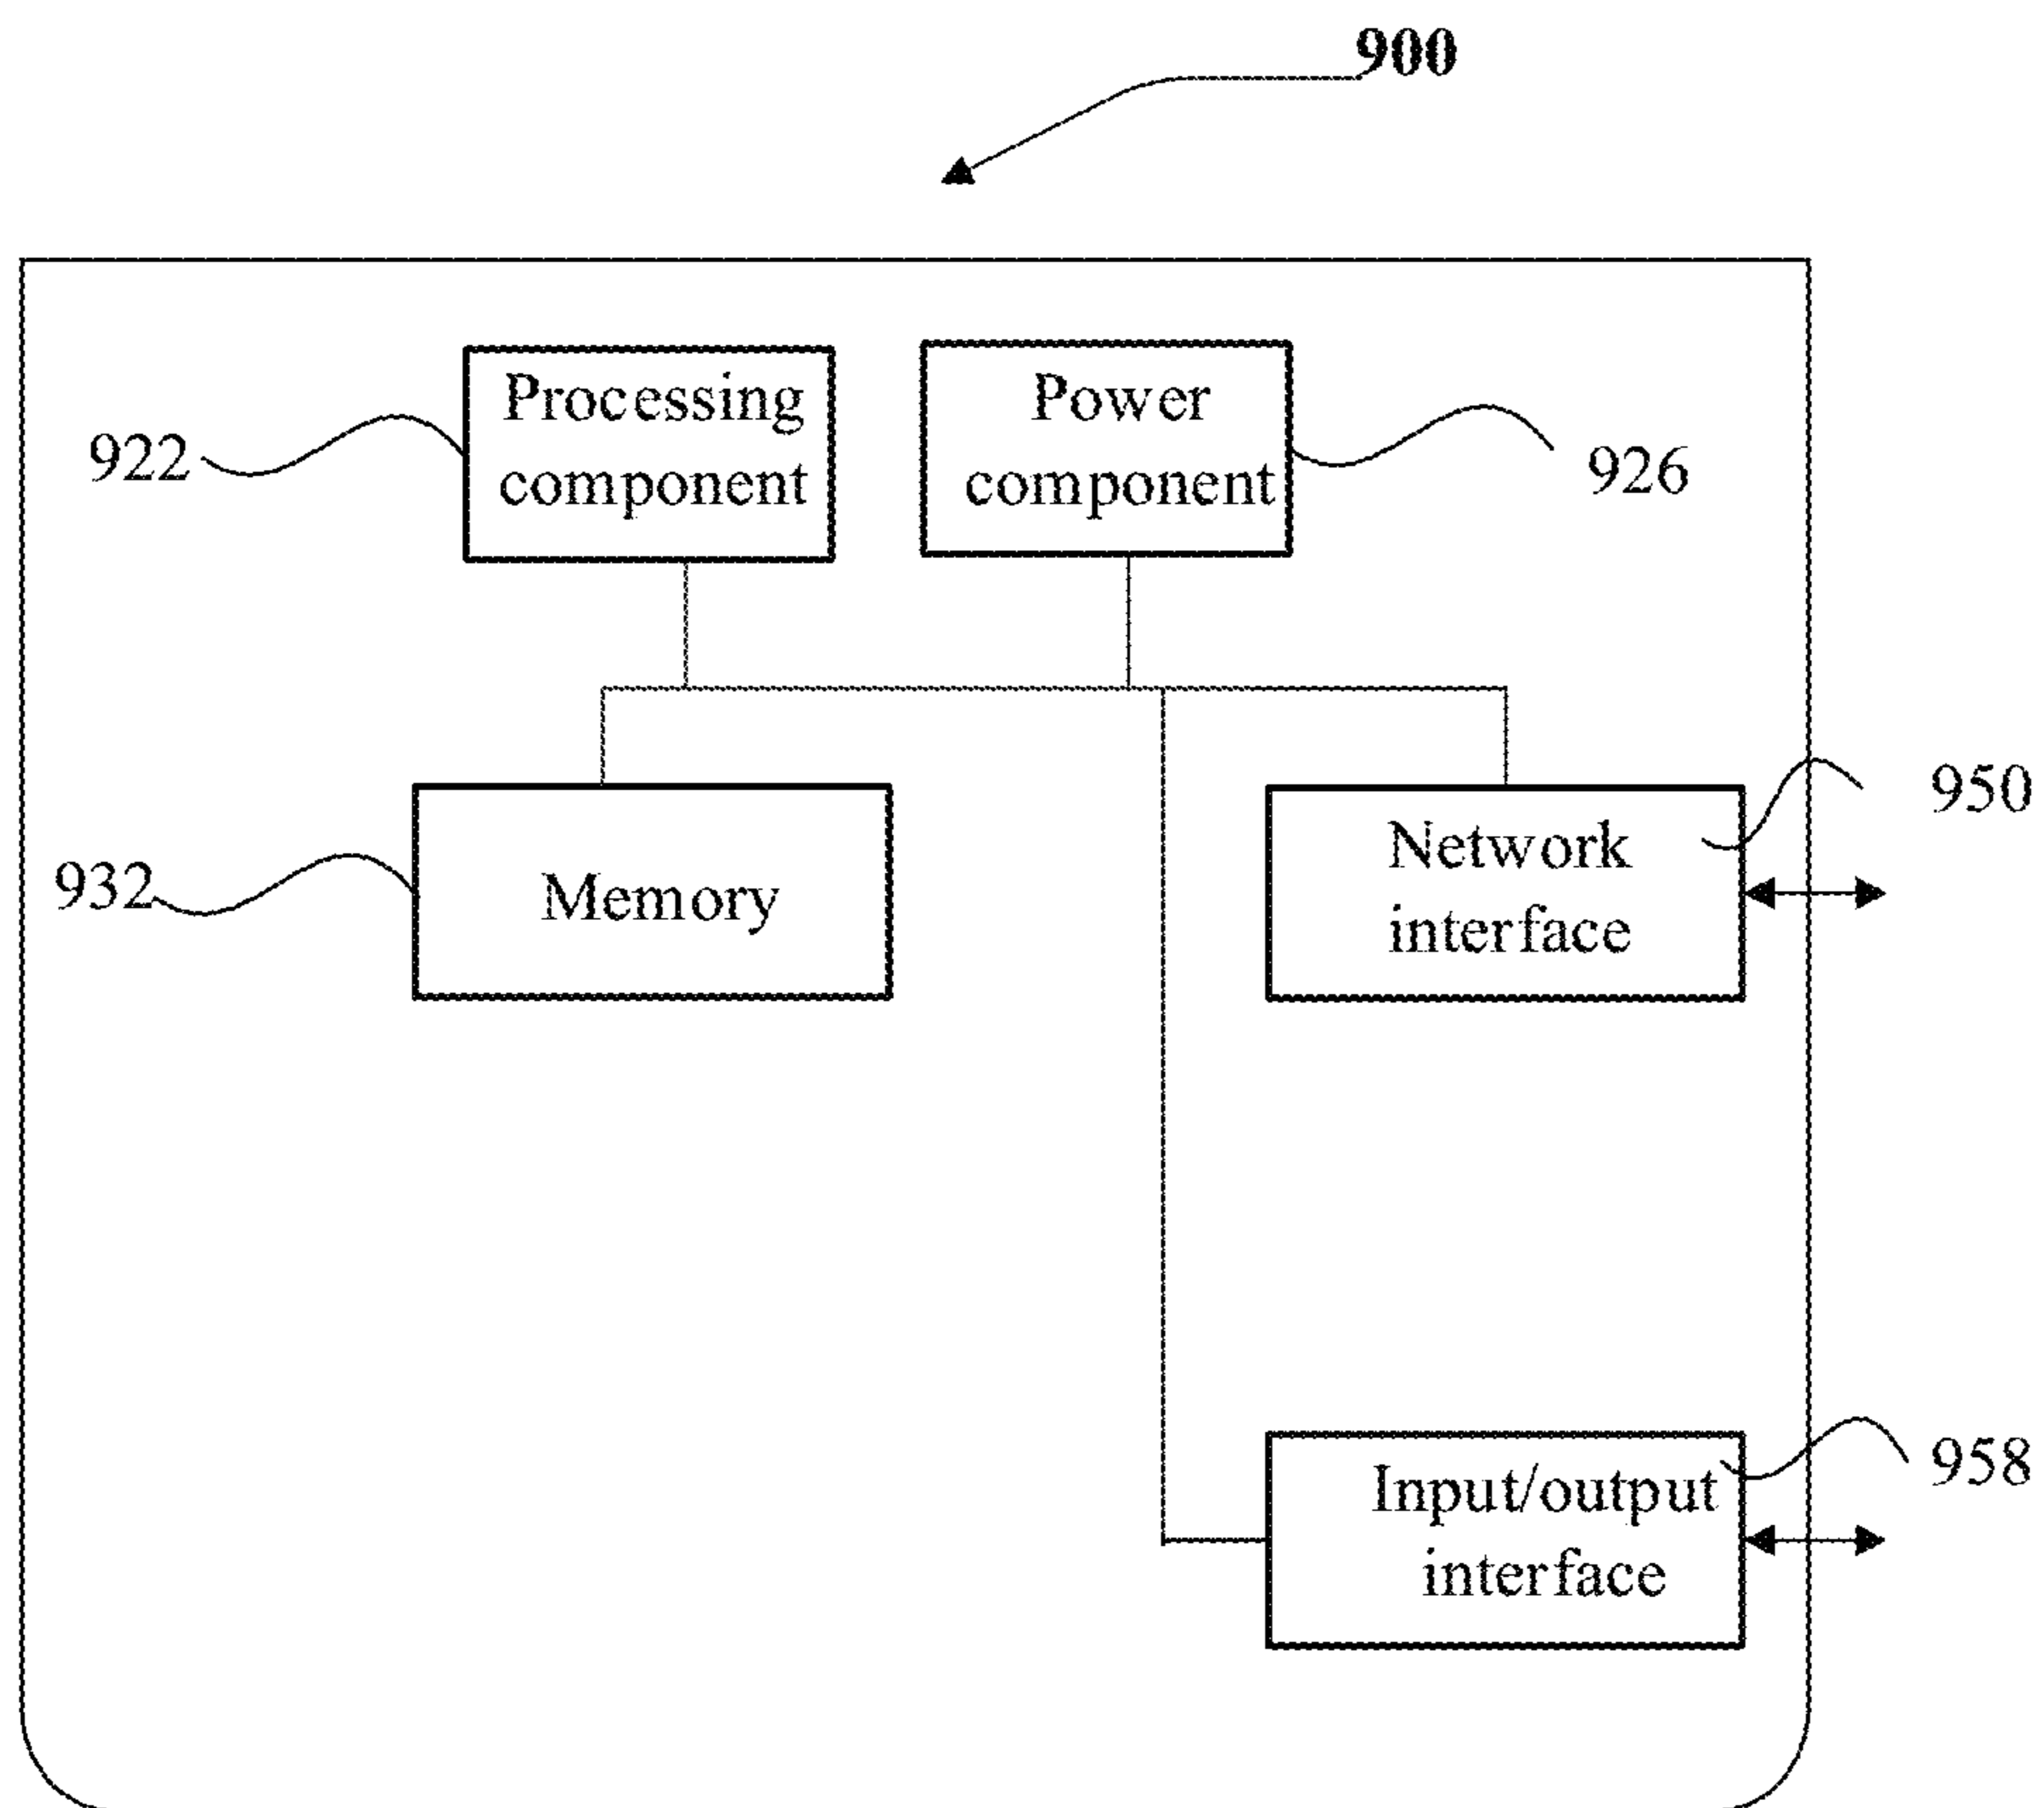 900
Processing
component
Power
component
922
926
950
Network
interface
932
Memory
958
Input/output
interface